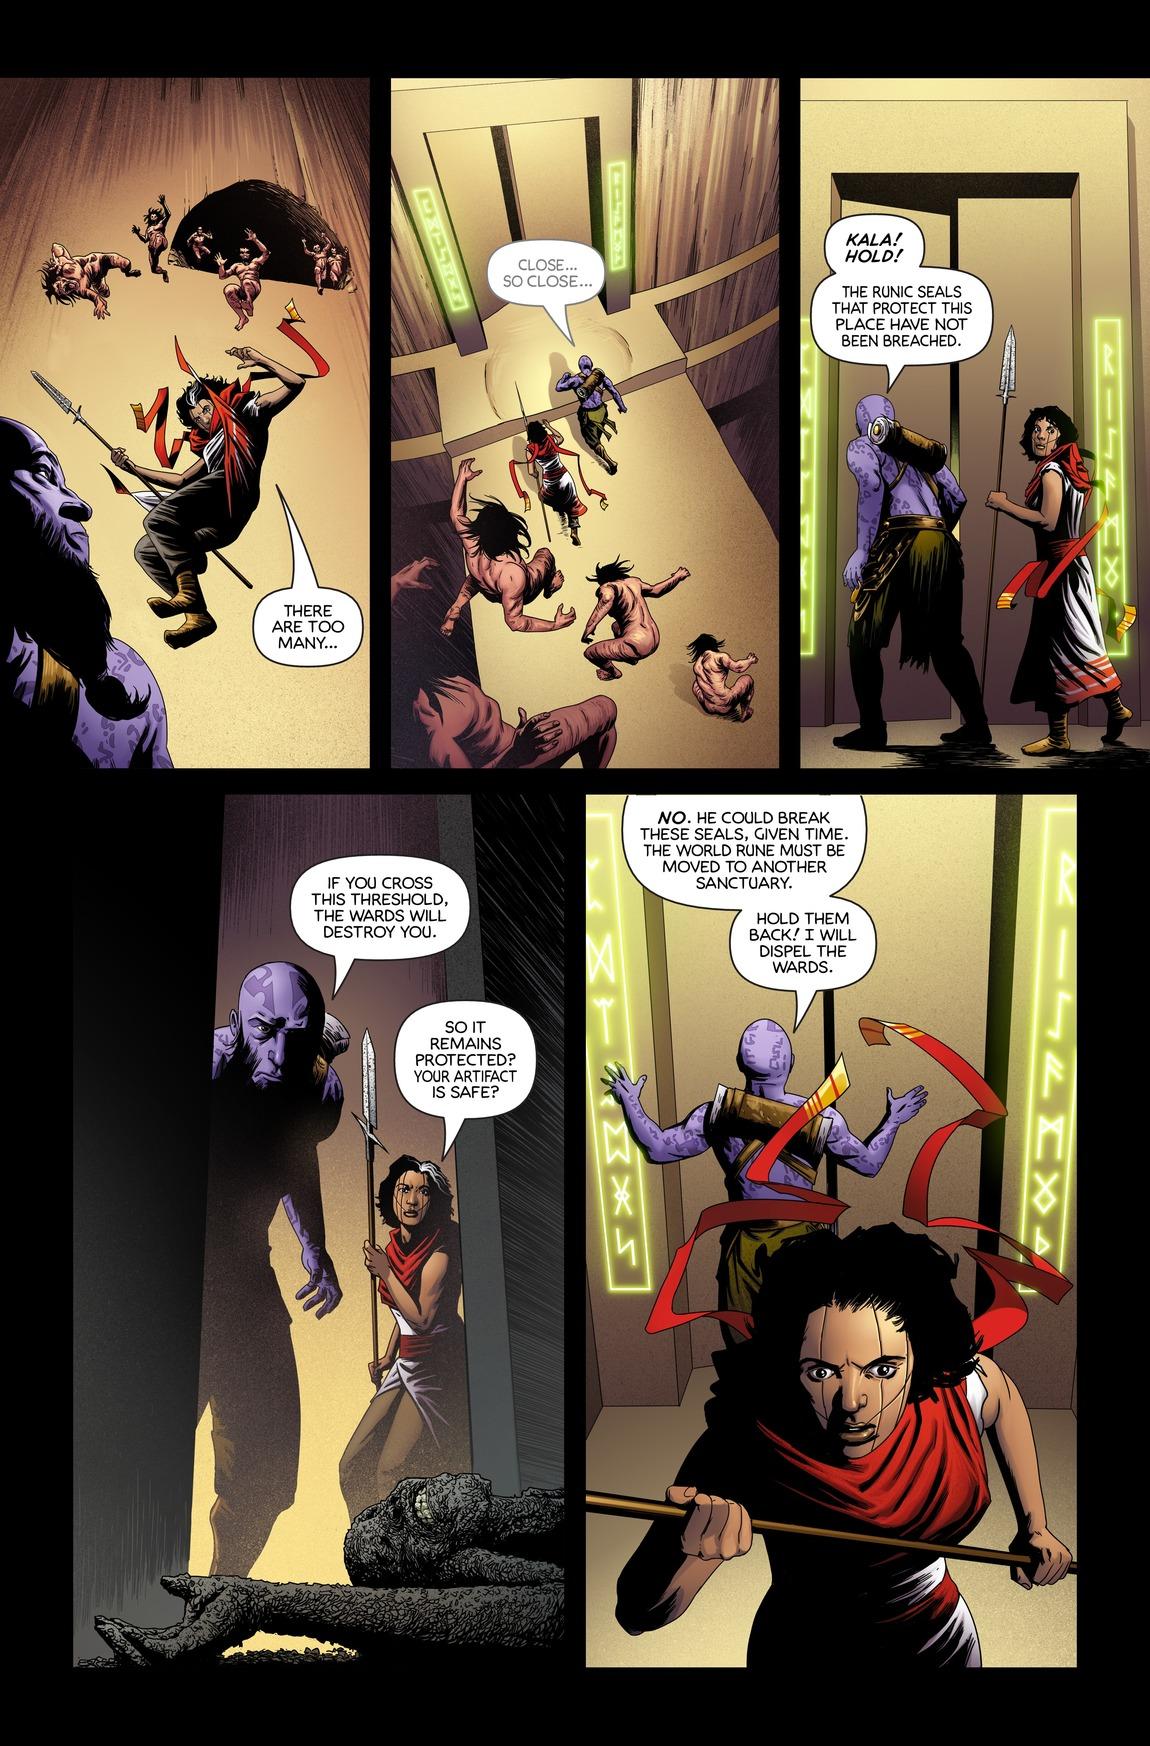 THERE
ARE TOO
MANY...
CLOSE...
SO CLOSE...
KALA!
HOLD!
THE RUNIC SEALS
THAT PROTECT THIS
PLACE HAVE NOT
BEEN BREACHED.
IF YOU CROSS
THIS THRESHOLD,
THE WARDS WILL
DESTROY YOU.
SO IT
REMAINS
PROTECTED?
YOUR ARTIFACT
IS SAFE?
NO. HE COULD BREAK
THESE SEALS, GIVEN TIME.
THE WORLD RUNE MUST BE
MOVED TO ANOTHER
SANCTUARY.
HOLD THEM
BACK! I WILL
DISPEL THE
WARDS.